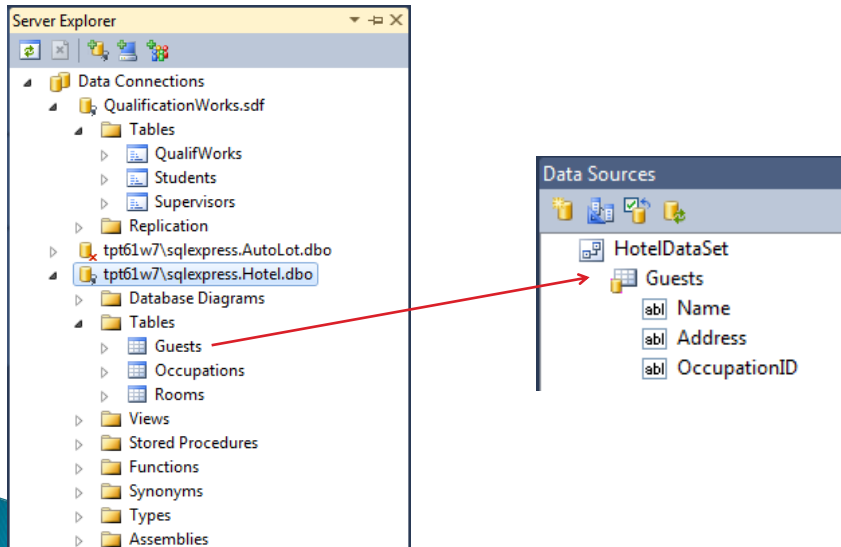 Server Explorer
Data Connections
QualificationWorks.sdf
Tables
QualifWorks
Students
Supervisors
Replication
tpt61w7\sqlexpress.AutoLot.dbo
tpt61w7\sqlexpress.Hotel.dbo
Database Diagrams
Tables
Guests
Occupations
Rooms
Views
Stored Procedures
Functions
Synonyms
Types
Assemblies
Data Sources
HotelDataSet
Guests
abl Name
abl Address
abl OccupationID